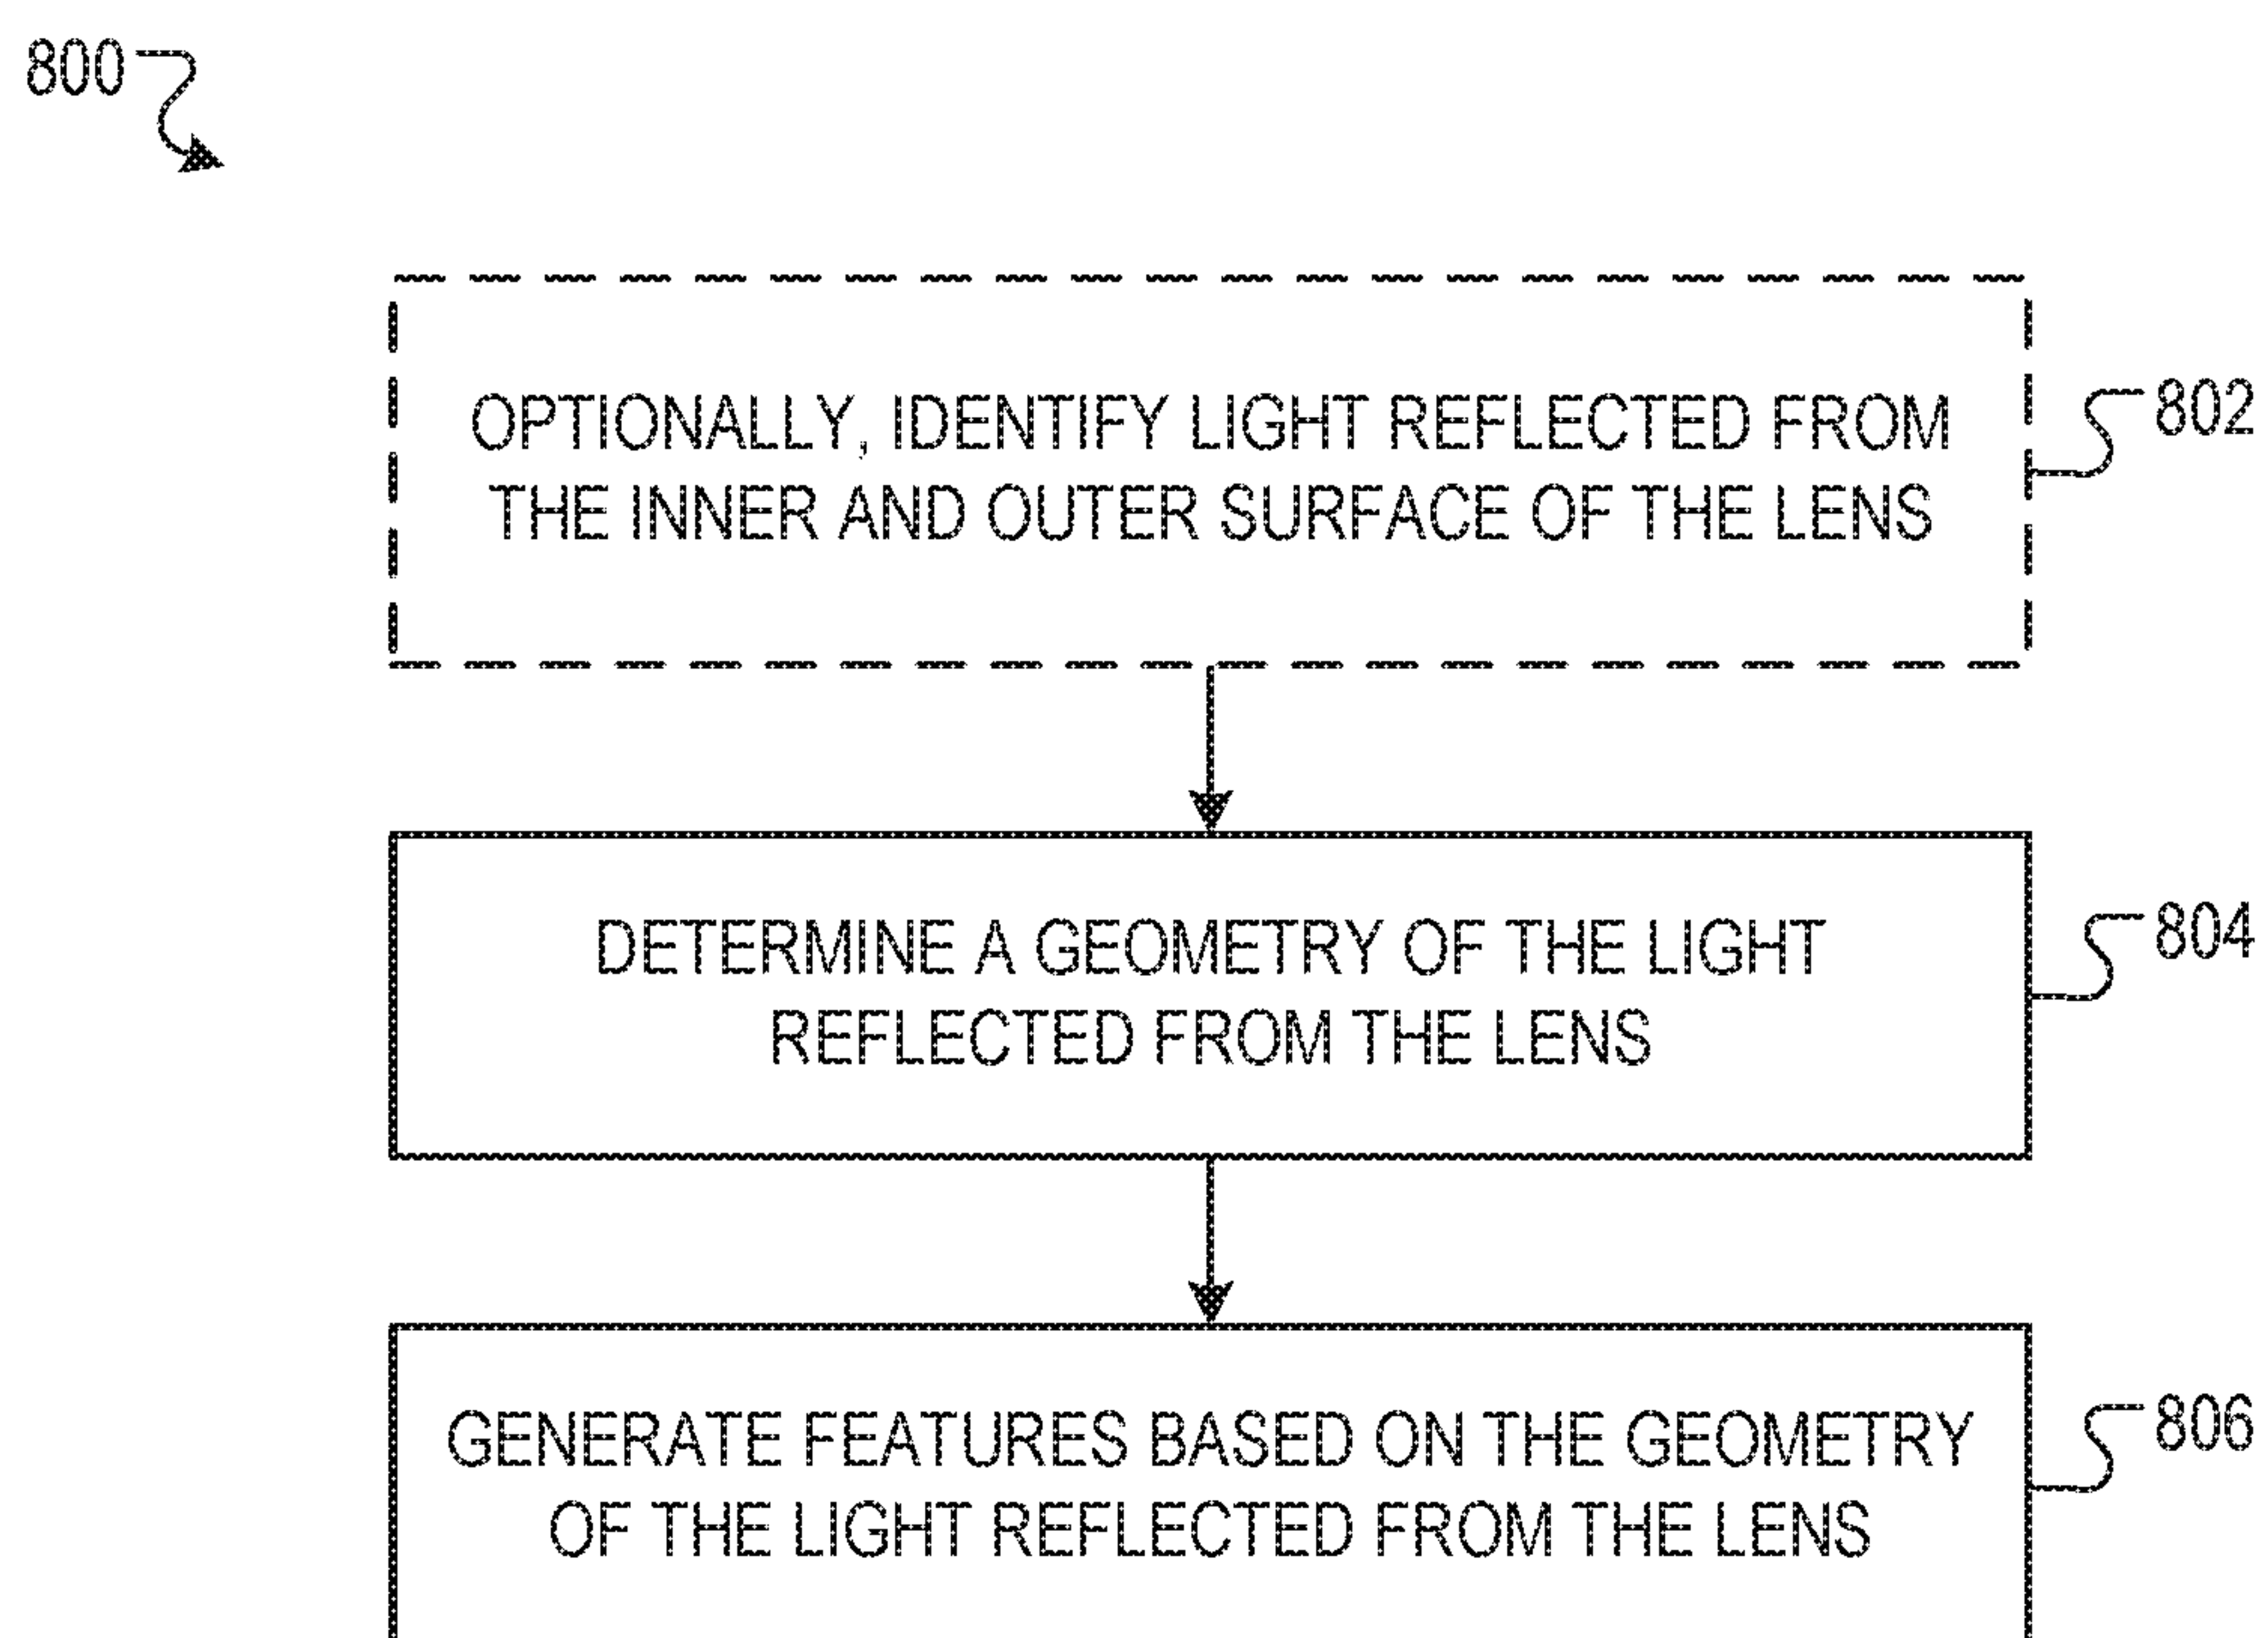 800
OPTIONALLY, IDENTIFY LIGHT REFLECTED FROM
THE INNER AND OUTER SURFACE OF THE LENS
802
DETERMINE A GEOMETRY OF THE LIGHT
REFLECTED FROM THE LENS
804
GENERATE FEATURES BASED ON THE GEOMETRY
OF THE LIGHT REFLECTED FROM THE LENS
806